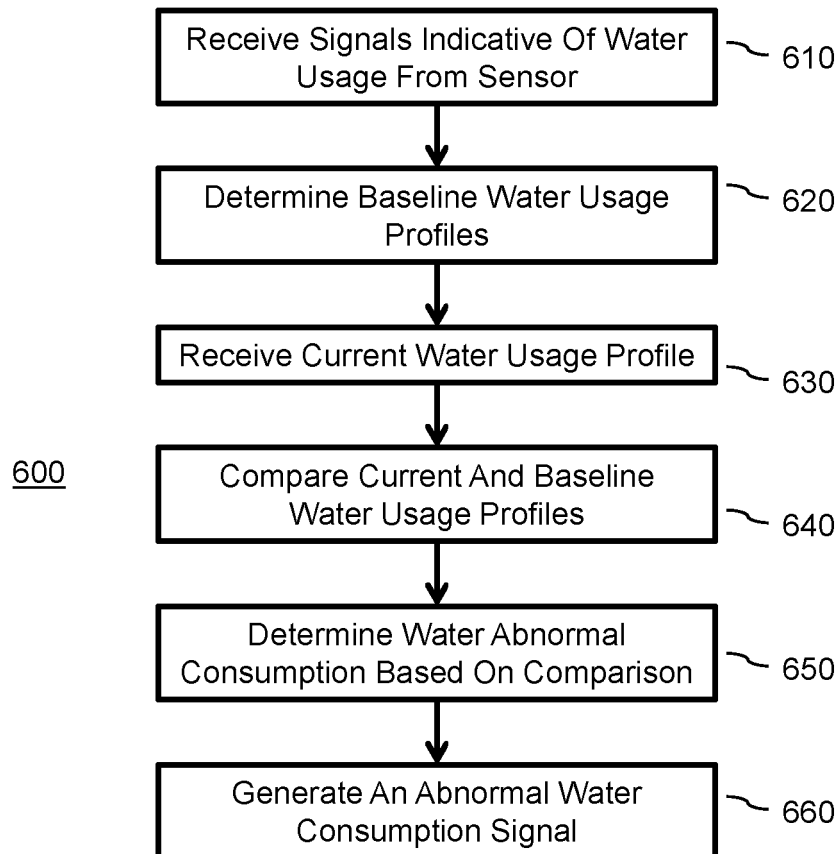 Receive Signals Indicative Of Water
Usage From Sensor
610
Determine Baseline Water Usage
Profiles
620
Receive Current Water Usage Profile
630
600
Compare Current And Baseline
Water Usage Profiles
640
Determine Water Abnormal
Consumption Based On Comparison
650
Generate An Abnormal Water
Consumption Signal
660